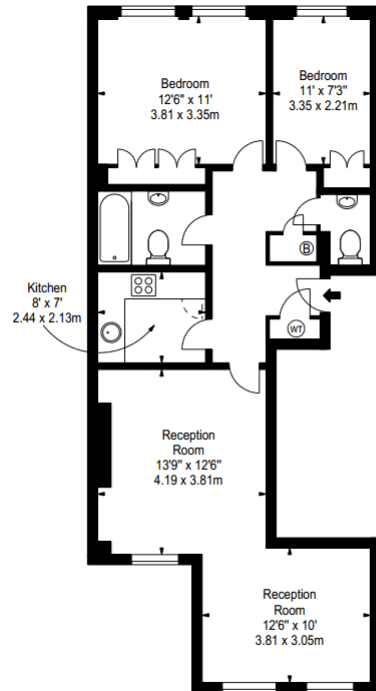 Bedroom
12'6" x 11'
3.81 x 3.35m
Bedroom
11' x 7'3"
3.35 x 2.21m
B
Kitchen
8' x 7'
2.44 x 2.13m
WT
Reception
Room
13'9" x 12'6"
4.19 x 3.81m
Reception
Room
12'6" x 10'
3.81 x 3.05m